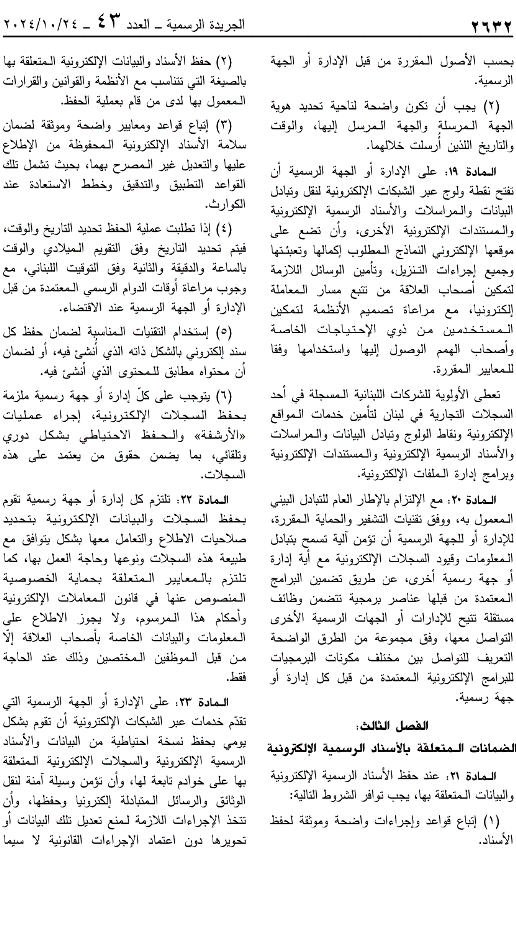 ٢٦٣٢
الجريدة الرسمية ــ العدد ٤٣ ــ ٢٠٢٤/١٠/٢٤
بحسب الأصول المقررة من قبل الإدارة أو الجهة
الرسمية.
(٢) يجب أن تكون واضحة لناحية تحديد هوية
الجهة المرسلة والجهة المرسل إليها، والوقت
والتاريخ اللذين أُرسلت خلالهما.
المادة ١٩: على الإدارة أو الجهة الرسمية أن
تفتح نقطة ولوج عبر الشبكات الإلكترونية لنقل وتبادل
البيانات والمراسلات والأسناد الرسمية الإلكترونية
والمستندات الإلكترونية الأخرى، وأن تضع على
موقعها الإلكتروني النماذج المطلوب إكمالها وتعبئتها
وجميع إجراءات التنزيل، وتأمين الوسائل اللازمة
لتمكين أصحاب العلاقة من تتبع مسار المعاملة
إلكترونيا، مع مراعاة تصميم الأنظمة لتمكين
المستخدمين من ذوي الإحتياجات الخاصة
وأصحاب الهمم الوصول إليها واستخدامها وفقا
للمعايير المقررة.
تعطى الأولوية للشركات اللبنانية المسجلة في أحد
السجلات التجارية في لبنان لتأمين خدمات المواقع
الإلكترونية ونقاط الولوج وتبادل البيانات والمراسلات
والأسناد الرسمية الإلكترونية والمستندات الإلكترونية
وبرامج إدارة الملفات الإلكترونية.
المادة ٢٠: مع الإلتزام بالإطار العام للتبادل البيني
المعمول به، ووفق تقنيات التشفير والحماية المقررة،
للإدارة أو للجهة الرسمية أن تؤمن آلية تسمح بتبادل
المعلومات وقيود السجلات الإلكترونية مع أية إدارة
أو جهة رسمية أخرى، عن طريق تضمين البرامج
المعتمدة من قبلها عناصر برمجية تتضمن وظائف
مستقلة تتيح للإدارات أو الجهات الرسمية الأخرى
التواصل معها، وفق مجموعة من الطرق الواضحة
التعريف للتواصل بين مختلف مكونات البرمجيات
للبرامج الإلكترونية المعتمدة من قبل كل إدارة أو
جهة رسمية.
الفصل الثالث:
الضمانات المتعلقة بالأسناد الرسمية الإلكترونية
المادة ٢١: عند حفظ الأسناد الرسمية الإلكترونية
والبيانات المتعلقة بها، يجب توافر الشروط التالية:
(١) إتباع قواعد وإجراءات واضحة وموثقة لحفظ
الأسناد.
(٢) حفظ الأسناد والبيانات الإلكترونية المتعلقة بها
بالصيغة التي تتناسب مع الأنظمة والقوانين والقرارات
المعمول بها لدى من قام بعملية الحفظ.
(٣) إتباع قواعد ومعايير واضحة وموثقة لضمان
سلامة الأسناد الإلكترونية المحفوظة من الإطلاع
عليها والتعديل غير المصرح بهما، بحيث تشمل تلك
القواعد التطبيق والتدقيق وخطط الاستعادة عند
الكوارث.
(٤) إذا تطلبت عملية الحفظ تحديد التاريخ والوقت،
فيتم تحديد التاريخ وفق التقويم الميلادي والوقت
بالساعة والدقيقة والثانية وفق التوقيت اللبناني، مع
وجوب مراعاة أوقات الدوام الرسمي المعتمدة من قبل
الإدارة أو الجهة الرسمية عند الاقتضاء.
(٥) إستخدام التقنيات المناسبة لضمان حفظ كل
سند إلكتروني بالشكل ذاته الذي أُنشئ فيه، أو لضمان
أن محتواه مطابق للمحتوى الذي أنشئ فيه.
(٦) يتوجب على كلّ إدارة أو جهة رسمية ملزمة
بحفظ السجلات الإلكترونية، إجراء عمليات
«الأرشفة» والحفظ الاحتياطي بشكل دوري
وتلقائي، بما يضمن حقوق من يعتمد على هذه
السجلات.
المادة ٢٢: تلتزم كل إدارة أو جهة رسمية تقوم
بحفظ السجلات والبيانات الإلكترونية بتحديد
صلاحيات الاطلاع والتعامل معها بشكل يتوافق مع
طبيعة هذه السجلات ونوعها وحاجة العمل بها، كما
تلتزم بالمعايير المتعلقة بحماية الخصوصية
المنصوص عنها في قانون المعاملات الإلكترونية
وأحكام هذا المرسوم، ولا يجوز الاطلاع على
المعلومات والبيانات الخاصة بأصحاب العلاقة إلّا
من قبل الموظفين المختصين وذلك عند الحاجة
فقط.
المادة ٢٣: على الإدارة أو الجهة الرسمية التي
تقدّم خدمات عبر الشبكات الإلكترونية أن تقوم بشكل
يومي بحفظ نسخة احتياطية من البيانات والأسناد
الرسمية الإلكترونية والسجلات الإلكترونية المتعلقة
بها على خوادم تابعة لها، وأن تؤمن وسيلة آمنة لنقل
الوثائق والرسائل المتبادلة إلكترونيا وحفظها، وأن
تتخذ الإجراءات اللازمة لمنع تعديل تلك البيانات أو
تحويرها دون اعتماد الإجراءات القانونية لا سيما